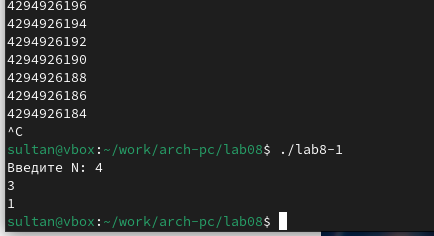 4294926196
4294926194
4294926192
4294926190
4294926188
4294926186
4294926184
^C
sultan@vbox:~/work/arch-pc/lab08$ ./lab8-1
Введите N: 4
3
1
sultan@vbox:~/work/arch-pc/lab08$